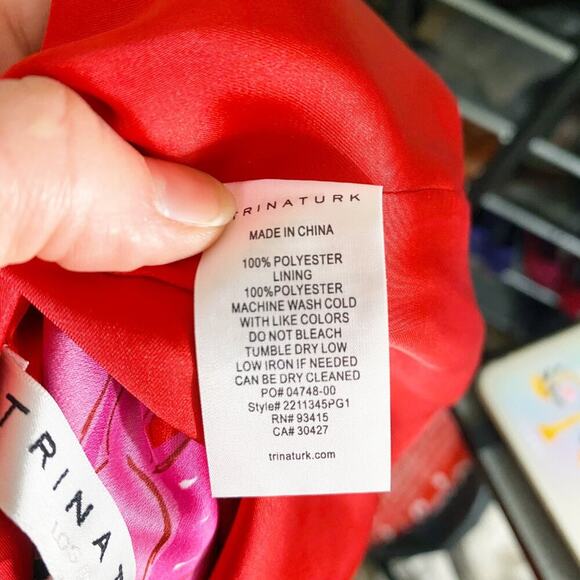 TRINATURK
MADE IN CHINA
100% POLYESTER
LINING
100%POLYESTER
MACHINE WASH COLD
WITH LIKE COLORS
DO NOT BLEACH
TUMBLE DRY LOW
LOW IRON IF NEEDED
CAN BE DRY CLEANED
PO# 04748-00
Style# 2211345PG1
RN# 93415
CA# 30427
trinaturk.com
TRINAT
LOS